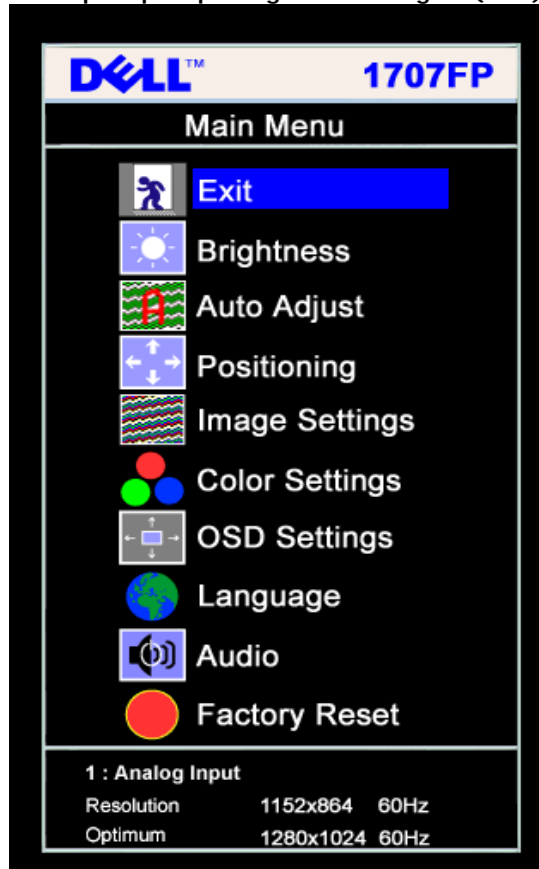 DELL™ 1707FP
Main Menu
Exit
Brightness
Auto Adjust
Positioning
Image Settings
Color Settings
OSD Settings
Language
Audio
Factory Reset
1 : Analog Input
Resolution 1152x864 60Hz
Optimum 1280x1024 60Hz